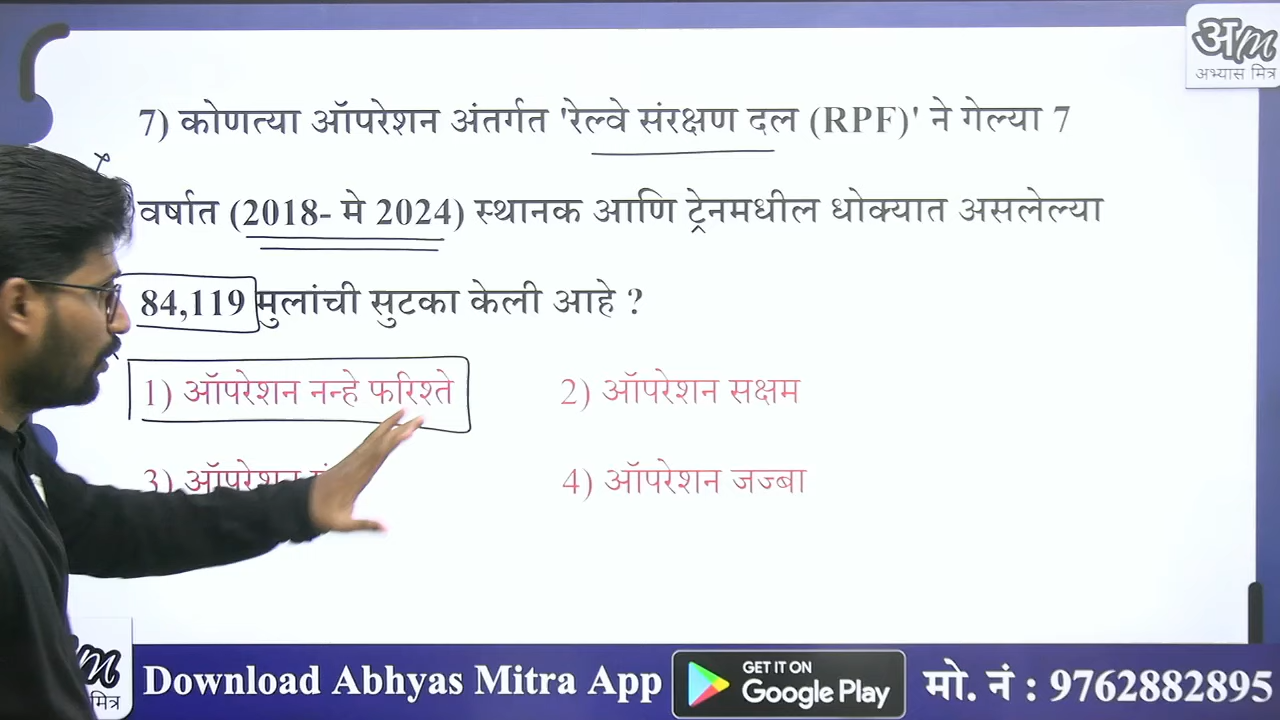 अm
अभ्यास मित्र
7) कोणत्या ऑपरेशन अंतर्गत 'रेल्वे संरक्षण दल (RPF)' ने गेल्या 7
वर्षात (2018- मे 2024) स्थानक आणि ट्रेनमधील धोक्यात असलेल्या
84,119 मुलांची सुटका केली आहे ?
1) ऑपरेशन नन्हे फरिश्ते
2) ऑपरेशन सक्षम
3) ऑपरेशन
4) ऑपरेशन जज्बा
m
मित्र
Download Abhyas Mitra App
GET IT ON
Google Play
मो. नं : 9762882895